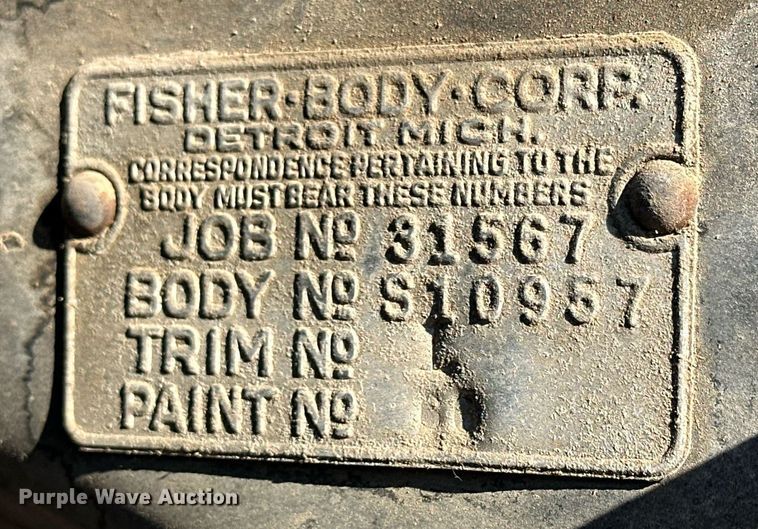 FISHER·BODY·CORP.
DETROIT MICH.
CORRESPONDENCE PERTAINING TO THE
BODY MUST BEAR THESE NUMBERS
JOB Nº 31567
BODY Nº S10957
TRIM Nº
PAINT Nº
Purple Wave Auction